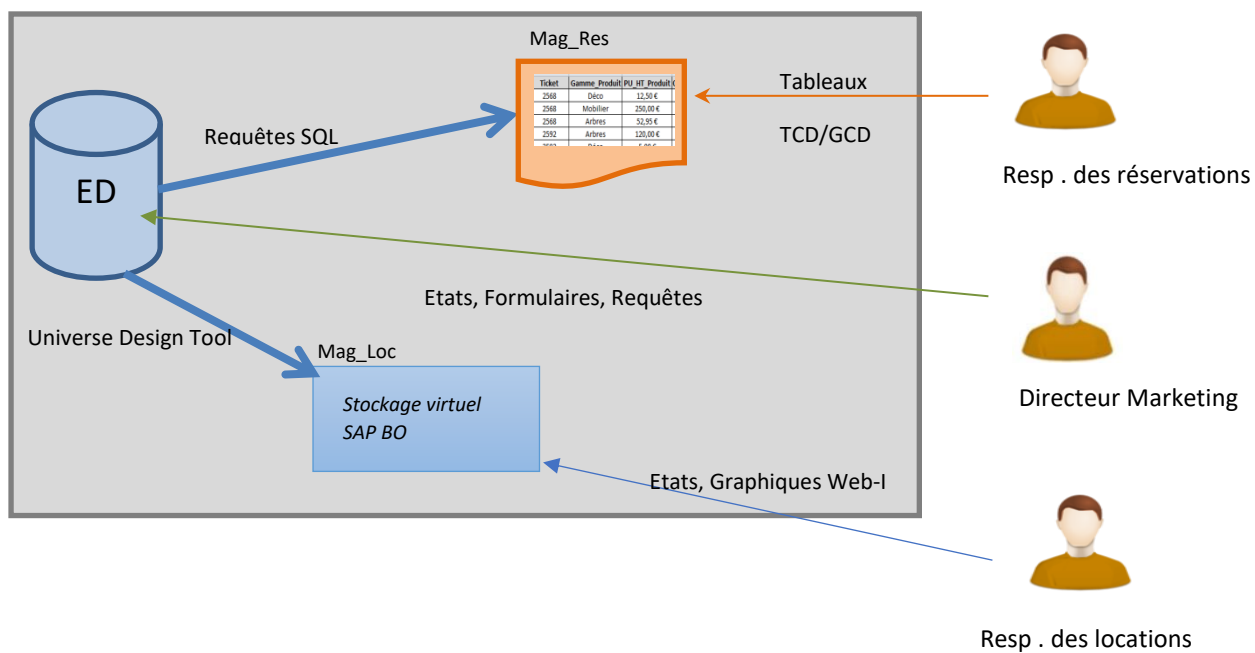 Mag_Res
Ticket Gamme_Produit PU_HT_Produit
2568 Déco 12,50 €
2568 Mobilier 250,00 €
2568 Arbres 52,95 €
2592 Arbres 120,00 €
Tableaux
TCD/GCD
Resp . des réservations
Requêtes SQL
ED
Etats, Formulaires, Requêtes
Directeur Marketing
Universe Design Tool
Mag_Loc
Stockage virtuel
SAP BO
Etats, Graphiques Web-I
Resp . des locations